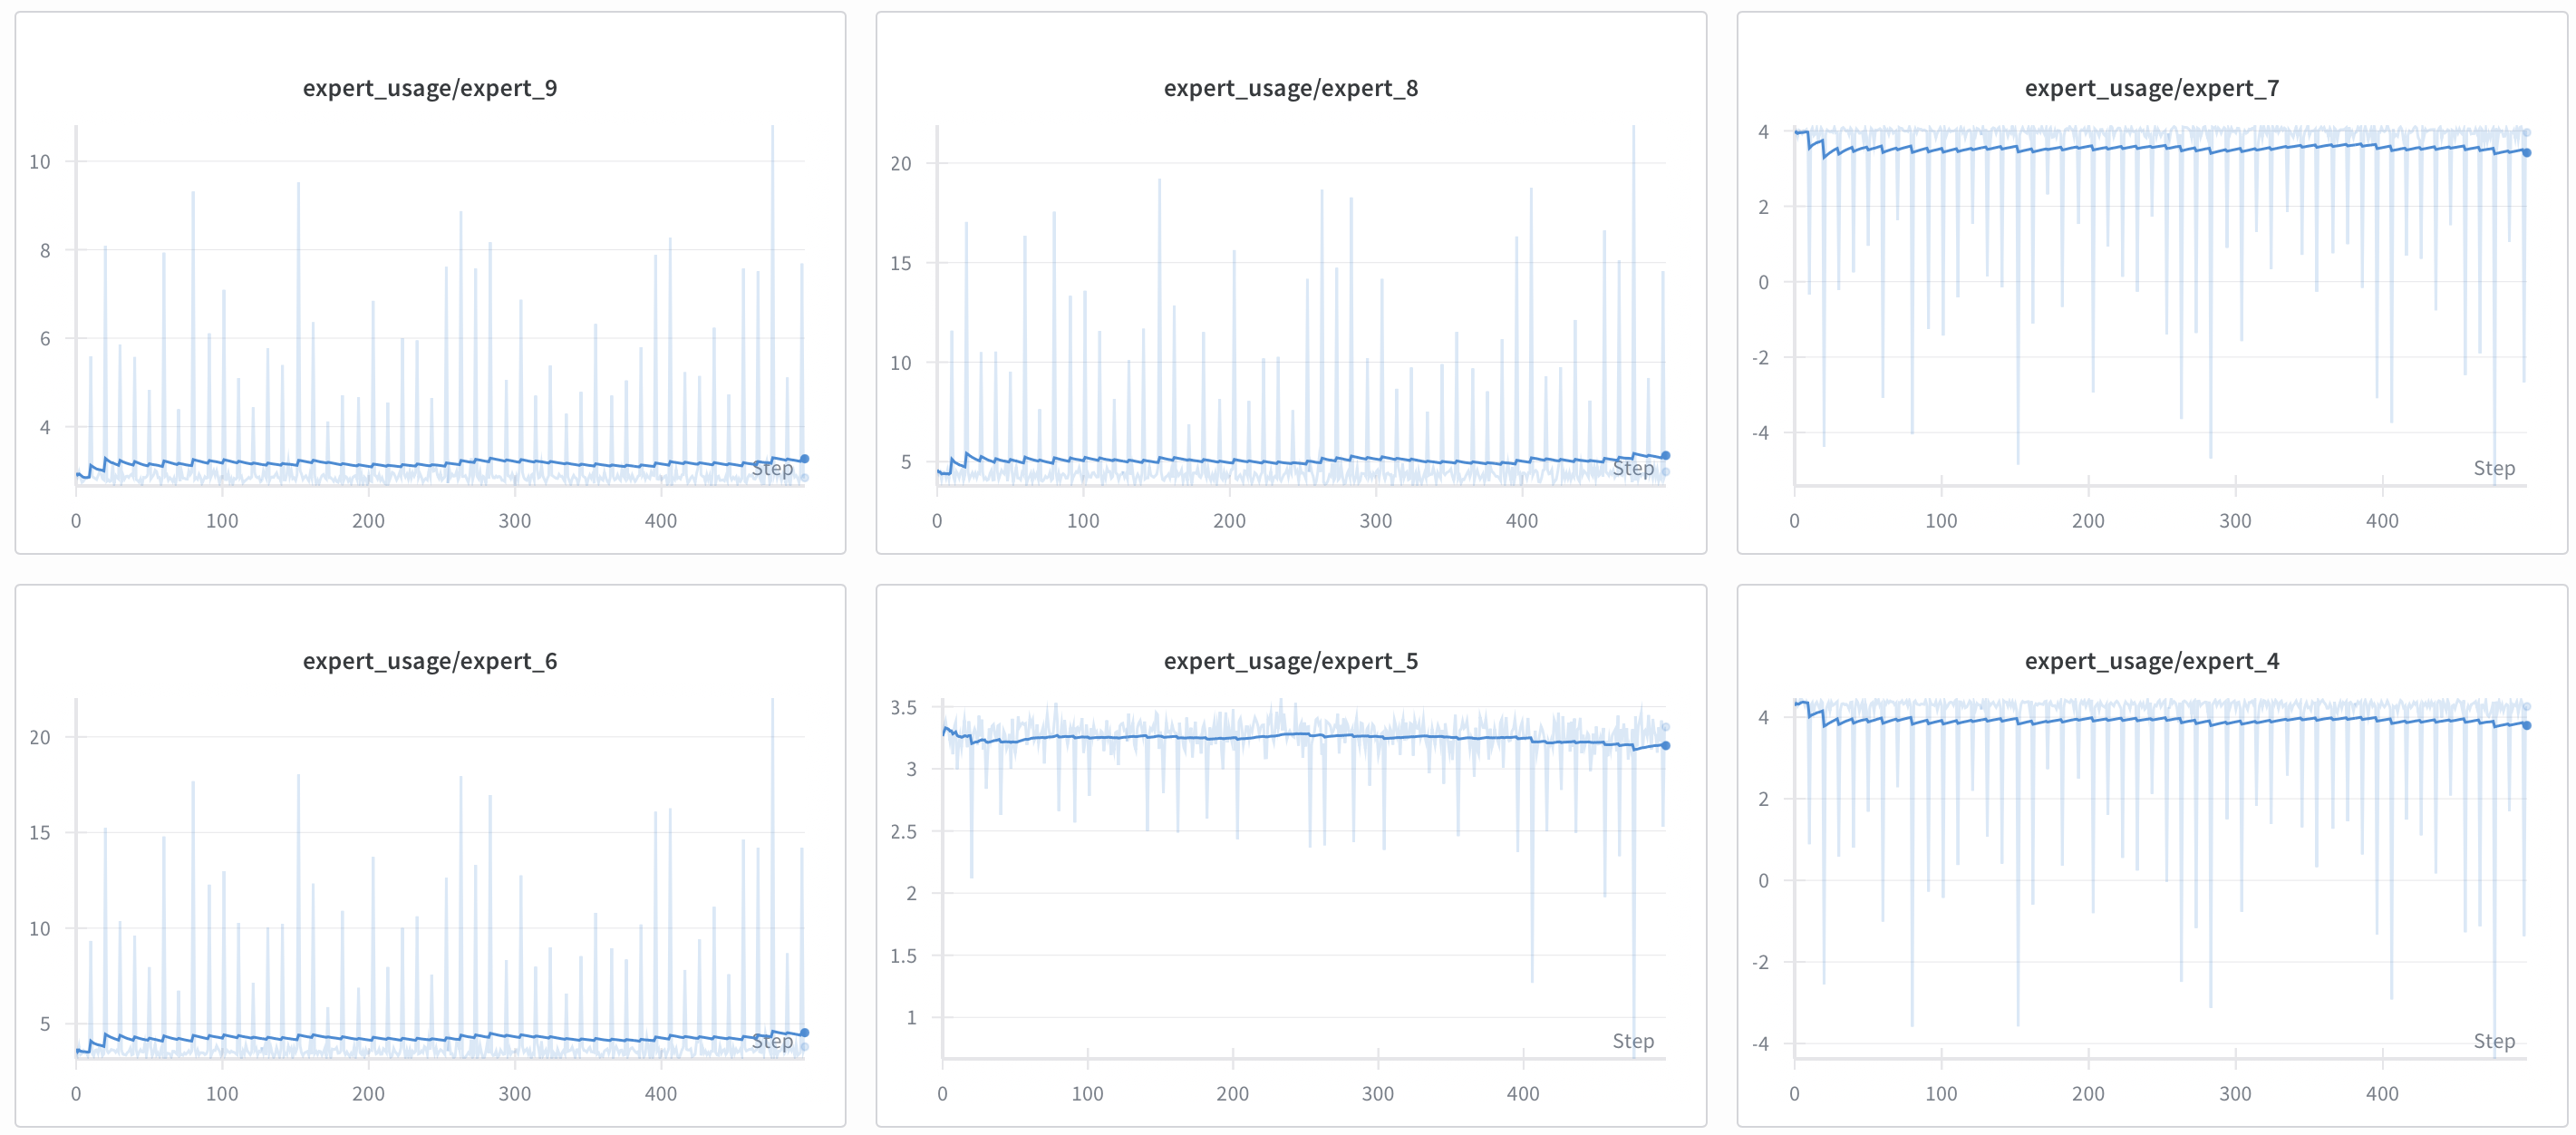 expert_usage/expert_9
10
8
6
4
Step
0 100 200 300 400
expert_usage/expert_8
20
15
10
5
Step
0 100 200 300 400
expert_usage/expert_7
4
2
0
-2
-4
Step
0 100 200 300 400
expert_usage/expert_6
20
15
10
5
Step
0 100 200 300 400
expert_usage/expert_5
3.5
3
2.5
2
1.5
1
Step
0 100 200 300 400
expert_usage/expert_4
4
2
0
-2
-4
Step
0 100 200 300 400